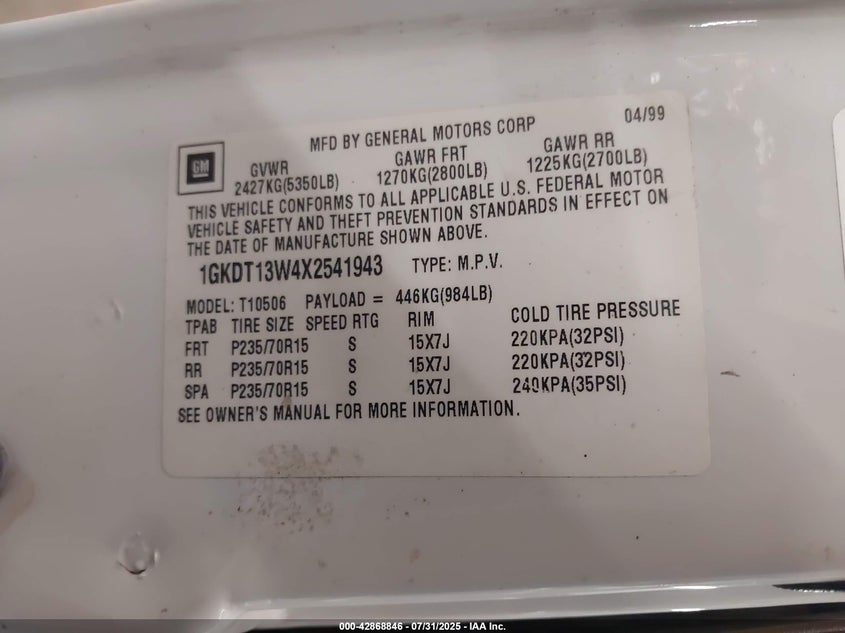 MFD BY GENERAL MOTORS CORP 04/99
GM
GVWR GAWR FRT GAWR RR
2427KG(5350LB) 1270KG(2800LB) 1225KG(2700LB)
THIS VEHICLE CONFORMS TO ALL APPLICABLE U.S. FEDERAL MOTOR
VEHICLE SAFETY AND THEFT PREVENTION STANDARDS IN EFFECT ON
THE DATE OF MANUFACTURE SHOWN ABOVE.
1GKDT13W4X2541943 TYPE: M.P.V.
MODEL: T10506 PAYLOAD = 446KG(984LB)
TPAB TIRE SIZE SPEED RTG RIM COLD TIRE PRESSURE
FRT P235/70R15 S 15X7J 220KPA(32PSI)
RR P235/70R15 S 15X7J 220KPA(32PSI)
SPA P235/70R15 S 15X7J 240KPA(35PSI)
SEE OWNER'S MANUAL FOR MORE INFORMATION.
000-42868846 - 07/31/2025 - IAA Inc.